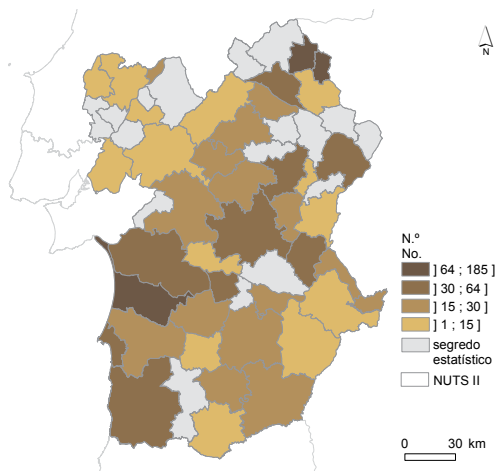 N
N.º
No.
] 64 ; 185 ]
] 30 ; 64 ]
] 15 ; 30 ]
] 1 ; 15 ]
segredo
estatístico
NUTS II
0 30 km